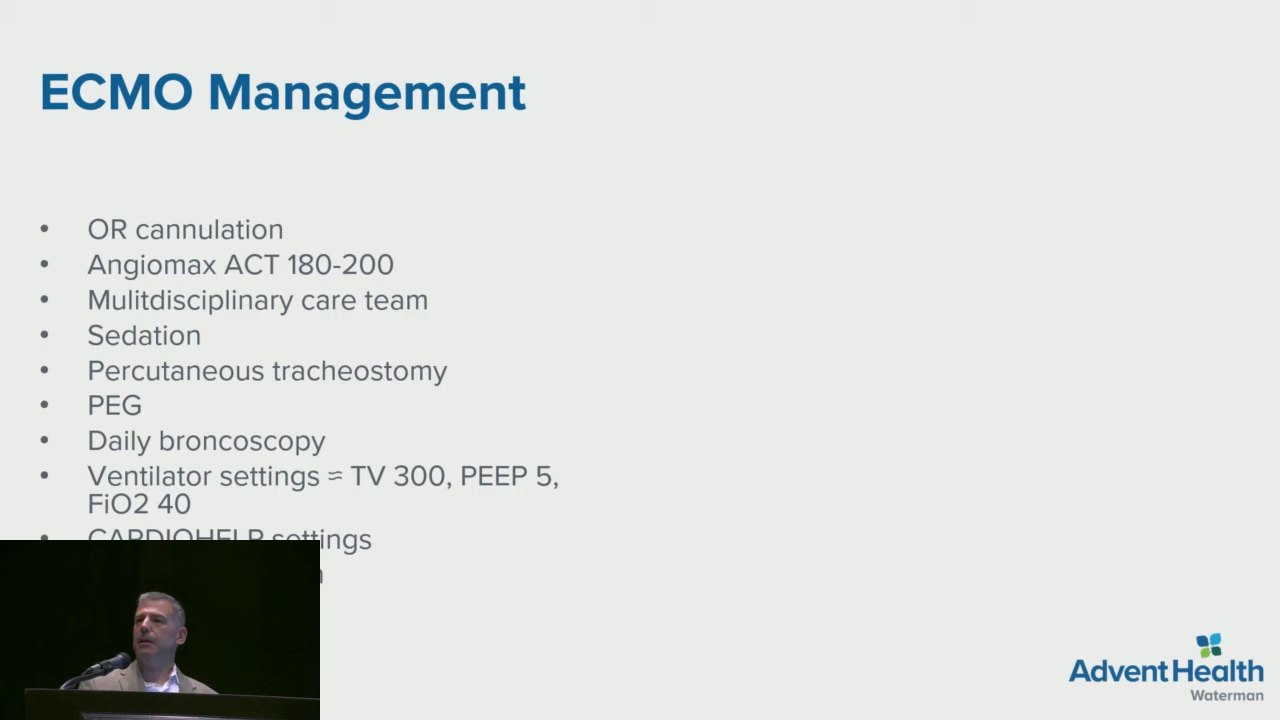 ECMO Management
• OR cannulation
• Angiomax ACT 180-200
• Mulitdisciplinary care team
• Sedation
• Percutaneous tracheostomy
• PEG
• Daily broncoscopy
• Ventilator settings ≂ TV 300, PEEP 5,
FiO2 40
• CARDIOHELP settings
AdventHealth
Waterman